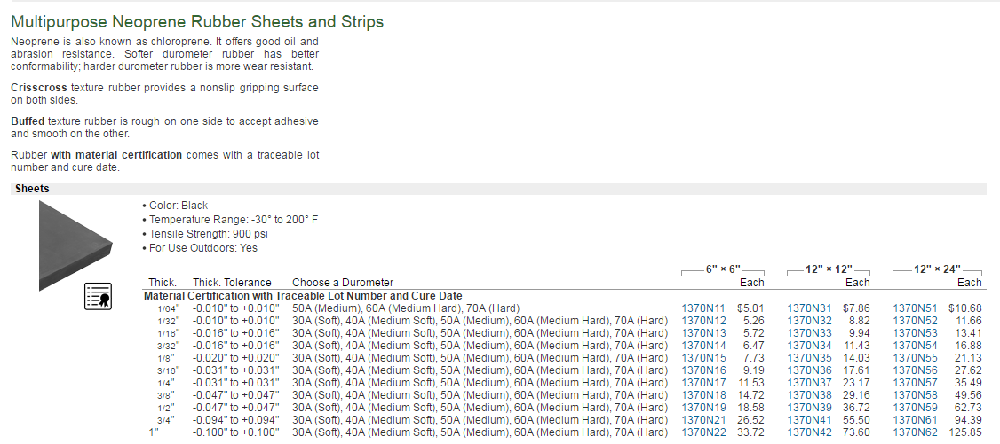 Multipurpose Neoprene Rubber Sheets and Strips
Neoprene is also known as chloroprene. It offers good oil and
abrasion resistance. Softer durometer rubber has better
conformability; harder durometer rubber is more wear resistant.
Crisscross texture rubber provides a nonslip gripping surface
on both sides.
Buffed texture rubber is rough on one side to accept adhesive
and smooth on the other.
Rubber with material certification comes with a traceable lot
number and cure date.
Sheets
• Color: Black
• Temperature Range: -30° to 200° F
• Tensile Strength: 900 psi
• For Use Outdoors: Yes
6" × 6" 12" × 12" 12" × 24"
Thick. Thick. Tolerance Choose a Durometer Each Each Each
Material Certification with Traceable Lot Number and Cure Date
1/64" -0.010" to +0.010" 50A (Medium), 60A (Medium Hard), 70A (Hard) 1370N11 $5.01 1370N31 $7.86 1370N51 $10.68
1/32" -0.010" to +0.010" 30A (Soft), 40A (Medium Soft), 50A (Medium), 60A (Medium Hard), 70A (Hard) 1370N12 5.26 1370N32 8.82 1370N52 11.66
1/16" -0.016" to +0.016" 30A (Soft), 40A (Medium Soft), 50A (Medium), 60A (Medium Hard), 70A (Hard) 1370N13 5.72 1370N33 9.94 1370N53 13.41
3/32" -0.016" to +0.016" 30A (Soft), 40A (Medium Soft), 50A (Medium), 60A (Medium Hard), 70A (Hard) 1370N14 6.47 1370N34 11.43 1370N54 16.88
1/8" -0.020" to +0.020" 30A (Soft), 40A (Medium Soft), 50A (Medium), 60A (Medium Hard), 70A (Hard) 1370N15 7.73 1370N35 14.03 1370N55 21.13
3/16" -0.031" to +0.031" 30A (Soft), 40A (Medium Soft), 50A (Medium), 60A (Medium Hard), 70A (Hard) 1370N16 9.19 1370N36 17.61 1370N56 27.62
1/4" -0.031" to +0.031" 30A (Soft), 40A (Medium Soft), 50A (Medium), 60A (Medium Hard), 70A (Hard) 1370N17 11.53 1370N37 23.17 1370N57 35.49
3/8" -0.047" to +0.047" 30A (Soft), 40A (Medium Soft), 50A (Medium), 60A (Medium Hard), 70A (Hard) 1370N18 14.72 1370N38 29.16 1370N58 49.56
1/2" -0.047" to +0.047" 30A (Soft), 40A (Medium Soft), 50A (Medium), 60A (Medium Hard), 70A (Hard) 1370N19 18.58 1370N39 36.72 1370N59 62.73
3/4" -0.094" to +0.094" 30A (Soft), 40A (Medium Soft), 50A (Medium), 60A (Medium Hard), 70A (Hard) 1370N21 26.52 1370N41 55.50 1370N61 94.39
1" -0.100" to +0.100" 30A (Soft), 40A (Medium Soft), 50A (Medium), 60A (Medium Hard), 70A (Hard) 1370N22 33.72 1370N42 73.60 1370N62 125.85